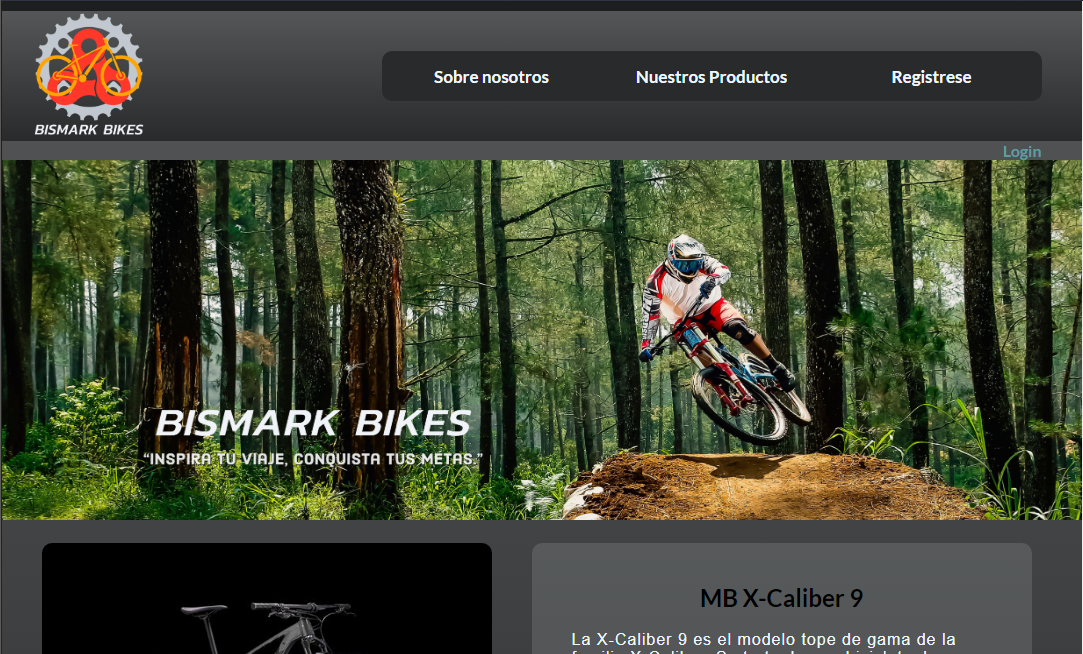 BISMARK BIKES
Sobre nosotros
Nuestros Productos
Registrese
Login
BISMARK BIKES
“INSPIRA TU VIAJE, CONQUISTA TUS METAS.”
MB X-Caliber 9
La X-Caliber 9 es el modelo tope de gama de la